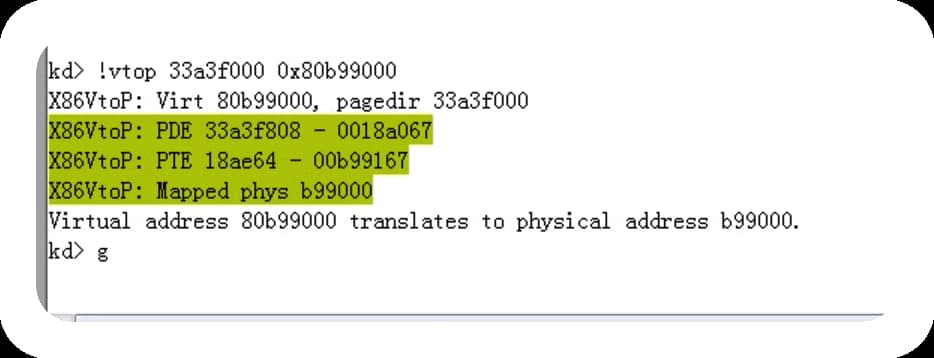 kd> !vtop 33a3f000 0x80b99000
X86VtoP: Virt 80b99000, pagedir 33a3f000
X86VtoP: PDE 33a3f808 - 0018a067
X86VtoP: PTE 18ae64 - 00b99167
X86VtoP: Mapped phys b99000
Virtual address 80b99000 translates to physical address b99000.
kd> g